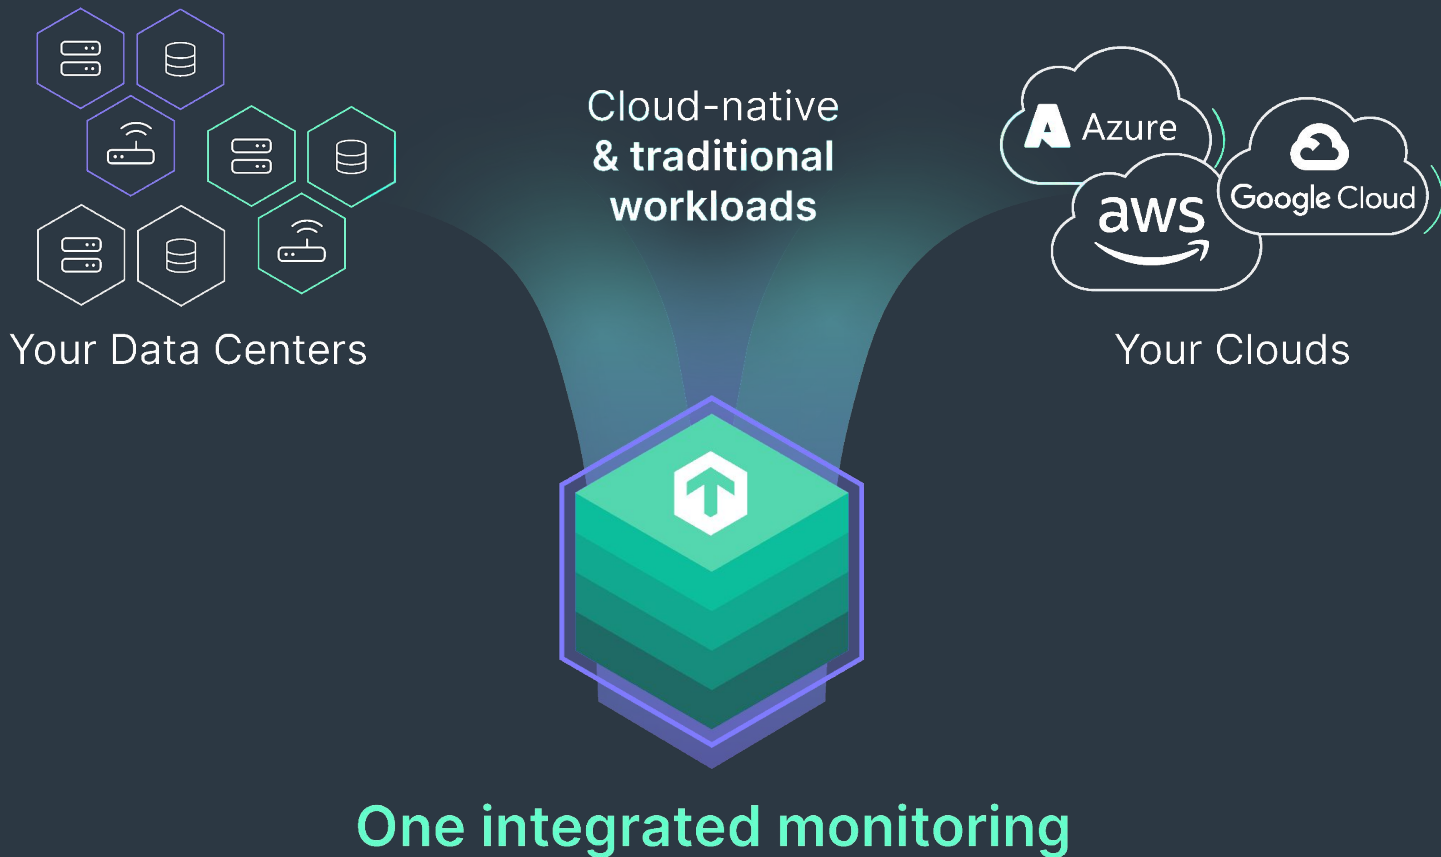 Cloud-native
& traditional
workloads
Azure
aws
Google Cloud
Your Data Centers
Your Clouds
One integrated monitoring